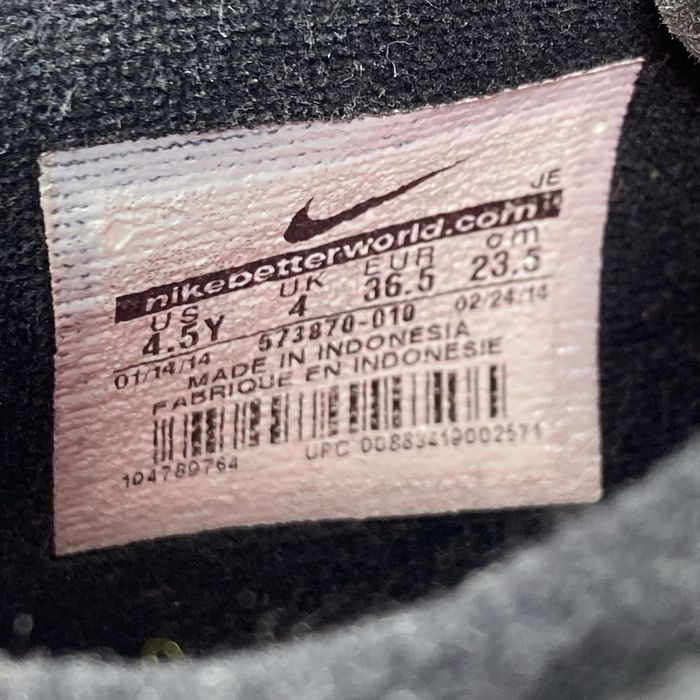 JE
nikebetterworld.com
US UK EUR cm
4.5Y 4 36.5 23.5
01/14/14 573870-010 02/24/14
MADE IN INDONESIA
FABRIQUE EN INDONESIE
104789764 UPC 00883419002571